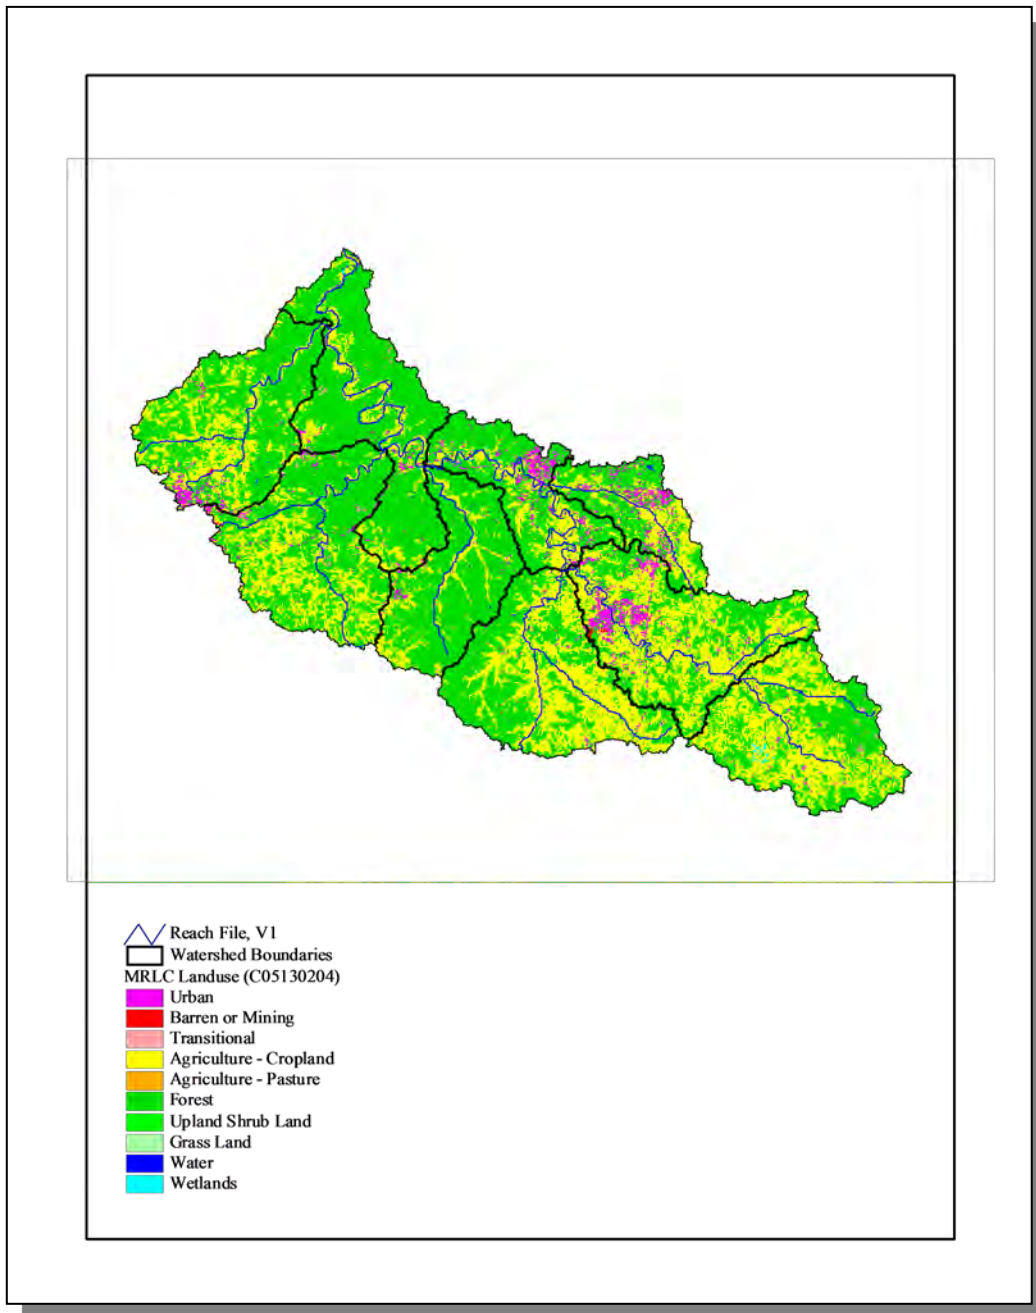 Reach File, V1
Watershed Boundaries
MRLC Landuse (C05130204)
Urban
Barren or Mining
Transitional
Agriculture - Cropland
Agriculture - Pasture
Forest
Upland Shrub Land
Grass Land
Water
Wetlands